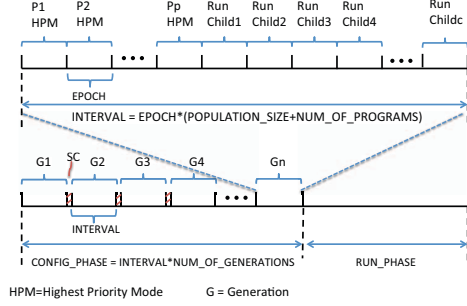 P1 P2 Pp Run Run Run Run Run
HPM HPM HPM Child1 Child2 Child3 Child4 Childc
EPOCH
INTERVAL = EPOCH*(POPULATION_SIZE+NUM_OF_PROGRAMS)
G1 SC G2 G3 G4 Gn
INTERVAL
CONFIG_PHASE = INTERVAL*NUM_OF_GENERATIONS RUN_PHASE
HPM=Highest Priority Mode G = Generation